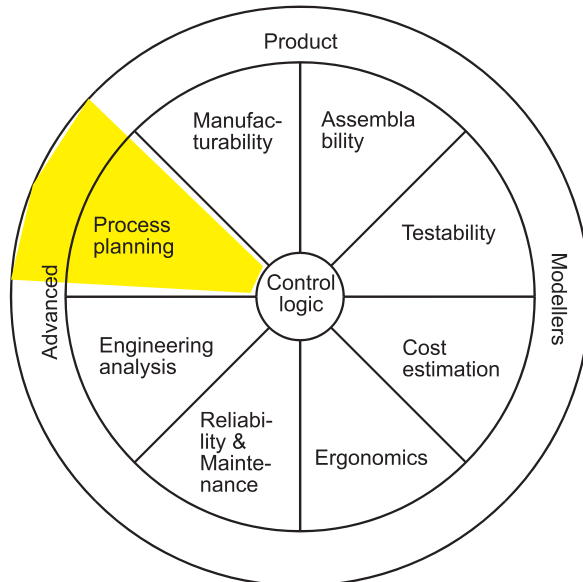 Product
Manufac-
turability
Assembla
bility
Process
planning
Testability
Control
logic
Advanced
Modellers
Engineering
analysis
Cost
estimation
Reliabi-
lity &
Mainte-
nance
Ergonomics